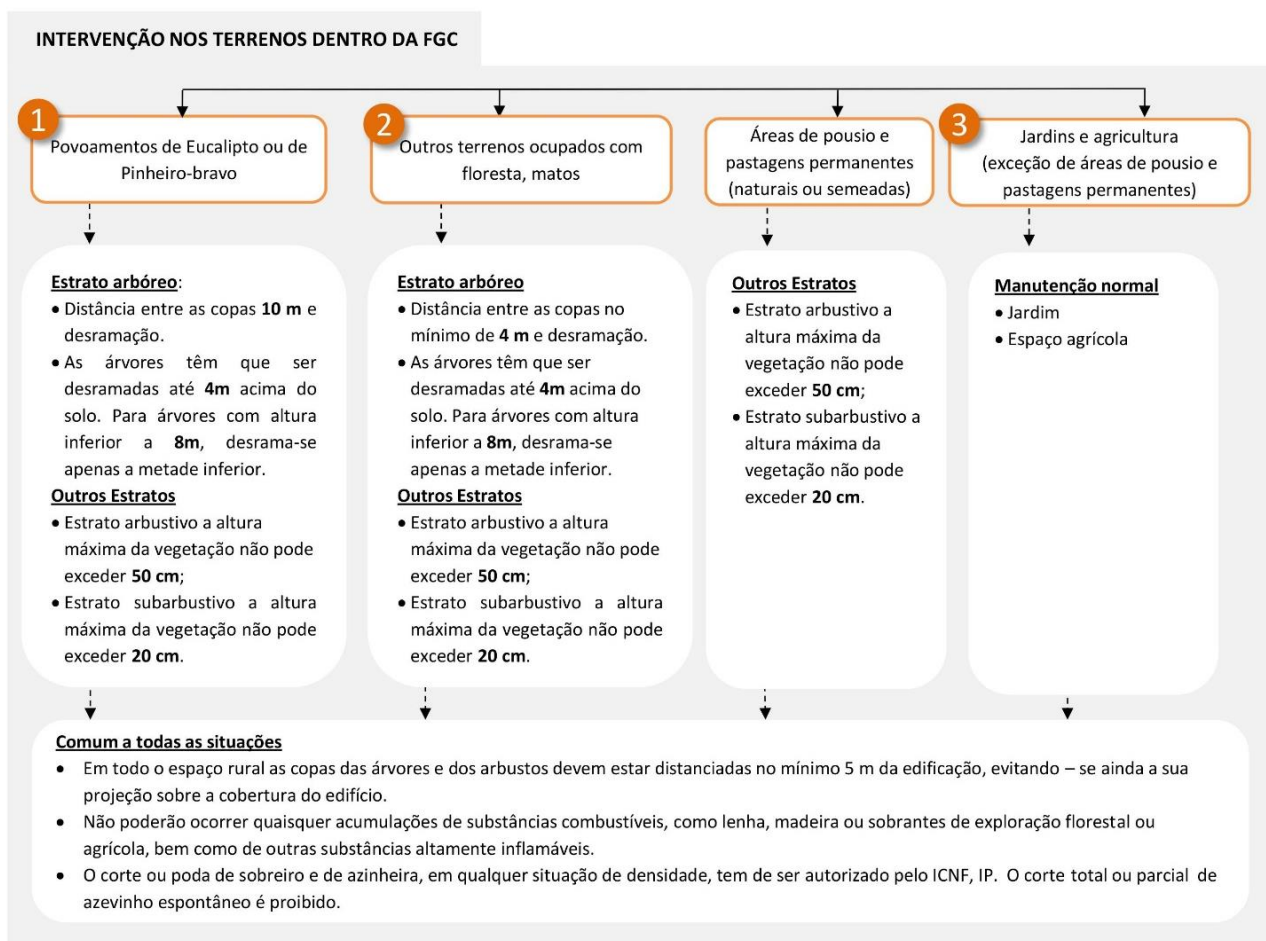 INTERVENÇÃO NOS TERRENOS DENTRO DA FGC
1
Povoamentos de Eucalipto ou de
Pinheiro-bravo
Estrato arbóreo:
• Distância entre as copas 10 m e
desramação.
• As árvores têm que ser
desramadas até 4m acima do
solo. Para árvores com altura
inferior a 8m, desrama-se
apenas a metade inferior.
Outros Estratos
• Estrato arbustivo a altura
máxima da vegetação não pode
exceder 50 cm;
• Estrato subarbustivo a altura
máxima da vegetação não pode
exceder 20 cm.
2
Outros terrenos ocupados com
floresta, matos
Estrato arbóreo
• Distância entre as copas no
mínimo de 4 m e desramação.
• As árvores têm que ser
desramadas até 4m acima do
solo. Para árvores com altura
inferior a 8m, desrama-se
apenas a metade inferior.
Outros Estratos
• Estrato arbustivo a altura
máxima da vegetação não pode
exceder 50 cm;
• Estrato subarbustivo a altura
máxima da vegetação não pode
exceder 20 cm.
Áreas de pousio e
pastagens permanentes
(naturais ou semeadas)
Outros Estratos
• Estrato arbustivo a
altura máxima da
vegetação não pode
exceder 50 cm;
• Estrato subarbustivo a
altura máxima da
vegetação não pode
exceder 20 cm.
3
Jardins e agricultura
(exceção de áreas de pousio e
pastagens permanentes)
Manutenção normal
• Jardim
• Espaço agrícola
Comum a todas as situações
• Em todo o espaço rural as copas das árvores e dos arbustos devem estar distanciadas no mínimo 5 m da edificação, evitando – se ainda a sua
projeção sobre a cobertura do edifício.
• Não poderão ocorrer quaisquer acumulações de substâncias combustíveis, como lenha, madeira ou sobrantes de exploração florestal ou
agrícola, bem como de outras substâncias altamente inflamáveis.
• O corte ou poda de sobreiro e de azinheira, em qualquer situação de densidade, tem de ser autorizado pelo ICNF, IP. O corte total ou parcial de
azevinho espontâneo é proibido.